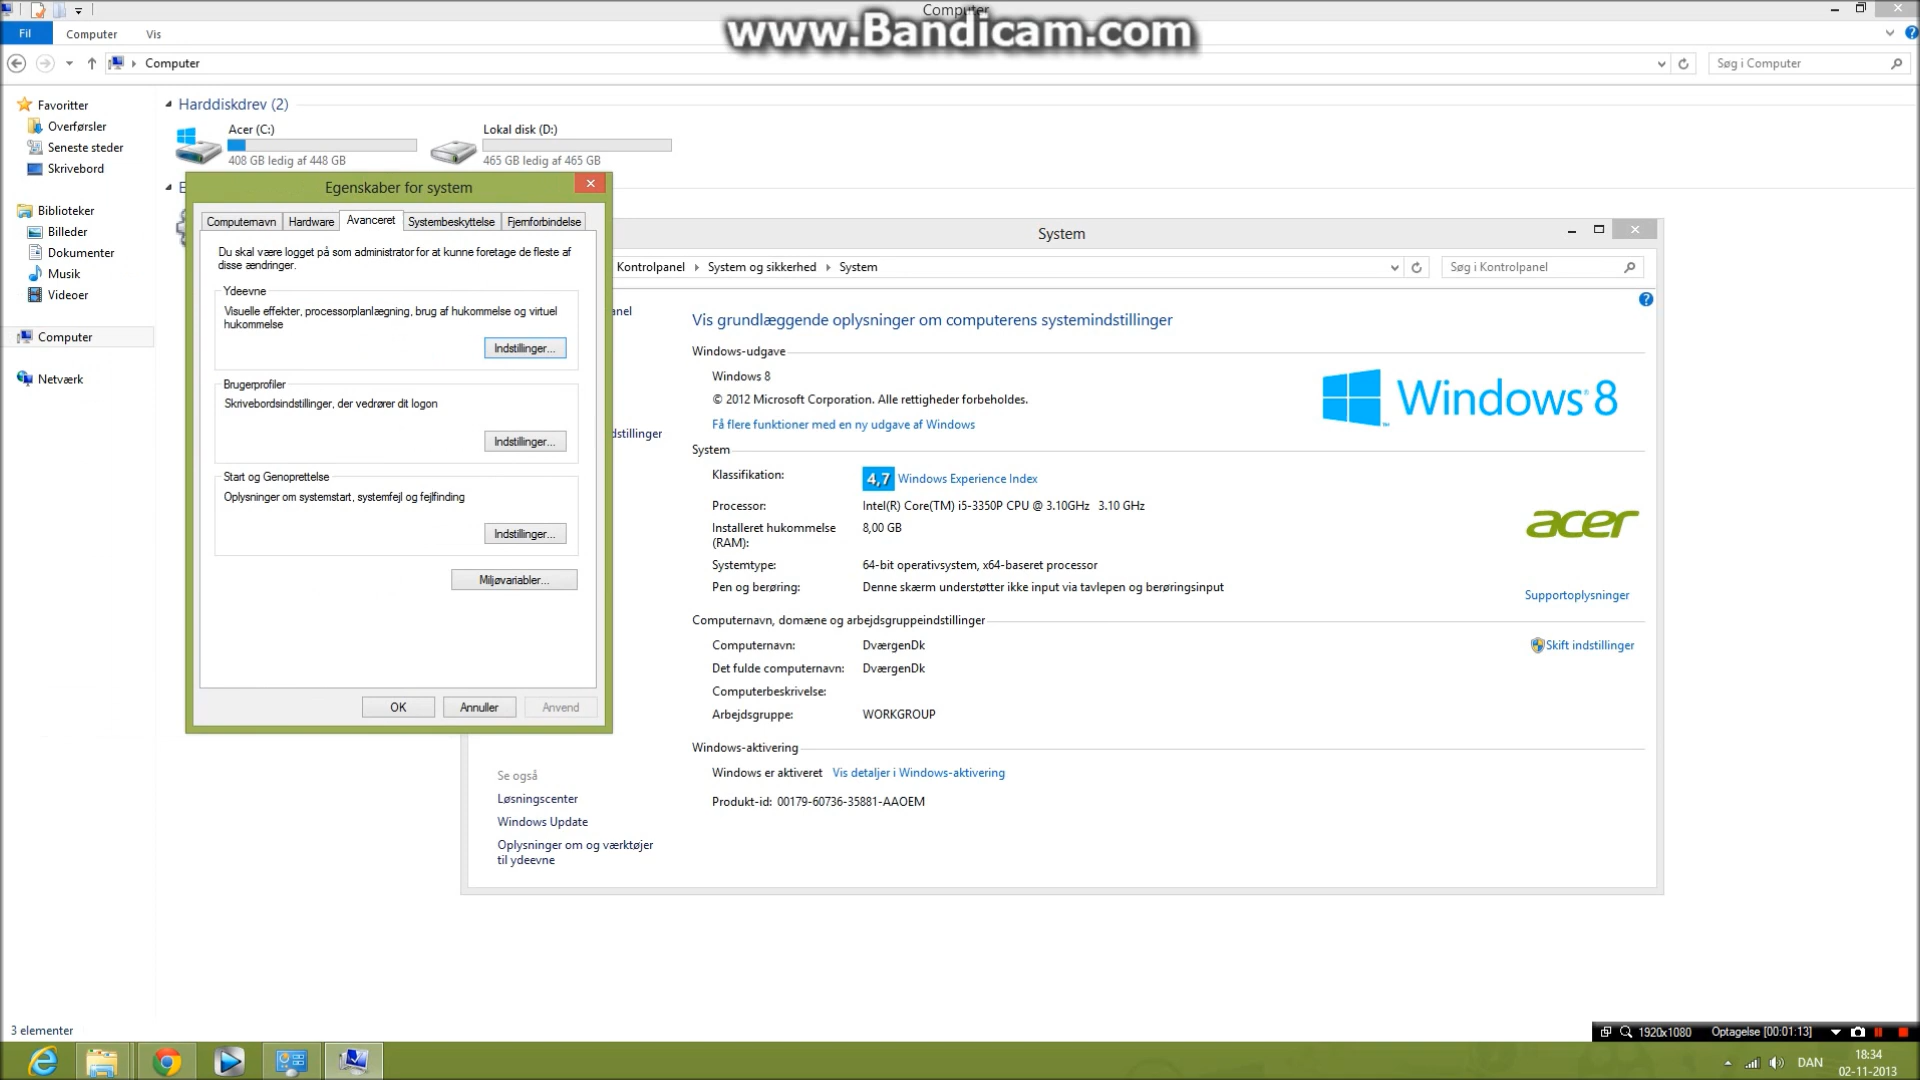 Computer
www.Bandicam.com
Fil
Computer
Vis
Computer
Søg i Computer
Favoritter
Overførsler
Seneste steder
Skrivebord
Biblioteker
Billeder
Dokumenter
Musik
Videoer
Computer
Netværk
Harddiskdrev (2)
Acer (C:)
408 GB ledig af 448 GB
Lokal disk (D:)
465 GB ledig af 465 GB
Egenskaber for system
Computernavn
Hardware
Avanceret
Systembeskyttelse
Fjernforbindelse
Du skal være logget på som administrator for at kunne foretage de fleste af
disse ændringer.
Ydeevne
Visuelle effekter, processorplanlægning, brug af hukommelse og virtuel
hukommelse
Indstillinger...
Brugerprofiler
Skrivebordsindstillinger, der vedrører dit logon
Indstillinger...
Start og Genoprettelse
Oplysninger om systemstart, systemfejl og fejlfinding
Indstillinger...
Miljøvariabler...
OK
Annuller
Anvend
System
Kontrolpanel
System og sikkerhed
System
Søg i Kontrolpanel
Vis grundlæggende oplysninger om computerens systemindstillinger
Windows-udgave
Windows 8
© 2012 Microsoft Corporation. Alle rettigheder forbeholdes.
Få flere funktioner med en ny udgave af Windows
Windows 8
System
Klassifikation:
4,7 Windows Experience Index
Processor:
Intel(R) Core(TM) i5-3350P CPU @ 3.10GHz 3.10 GHz
Installeret hukommelse
(RAM):
8,00 GB
Systemtype:
64-bit operativsystem, x64-baseret processor
Pen og berøring:
Denne skærm understøtter ikke input via tavlepen og berøringsinput
acer
Supportoplysninger
Computernavn, domæne og arbejdsgruppeindstillinger
Computernavn:
DværgenDk
Skift indstillinger
Det fulde computernavn:
DværgenDk
Computerbeskrivelse:
Arbejdsgruppe:
WORKGROUP
Windows-aktivering
Windows er aktiveret Vis detaljer i Windows-aktivering
Produkt-id: 00179-60736-35881-AAOEM
Se også
Løsningscenter
Windows Update
Oplysninger om og værktøjer
til ydeevne
3 elementer
1920x1080
Optagelse [00:01:13]
DAN
18:34
02-11-2013